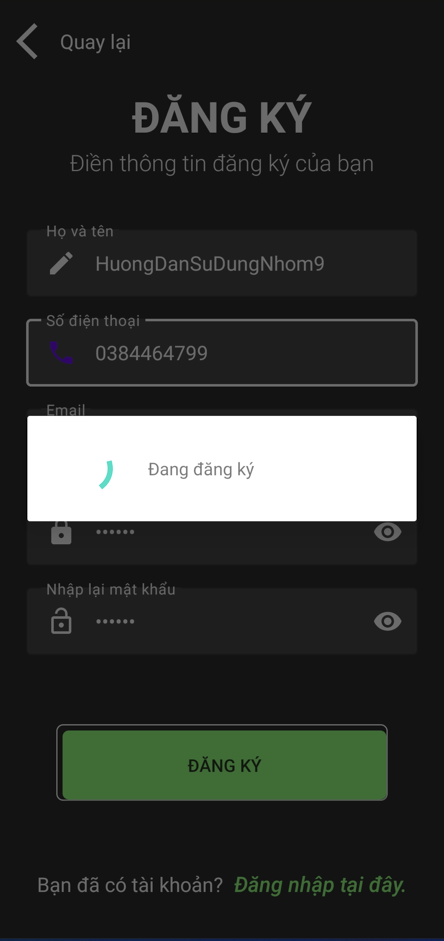 Quay lại
ĐĂNG KÝ
Điền thông tin đăng ký của bạn
Họ và tên
HuongDanSuDungNhom9
Số điện thoại
0384464799
Email
Đang đăng ký
••••••
Nhập lại mật khẩu
••••••
ĐĂNG KÝ
Bạn đã có tài khoản? Đăng nhập tại đây.